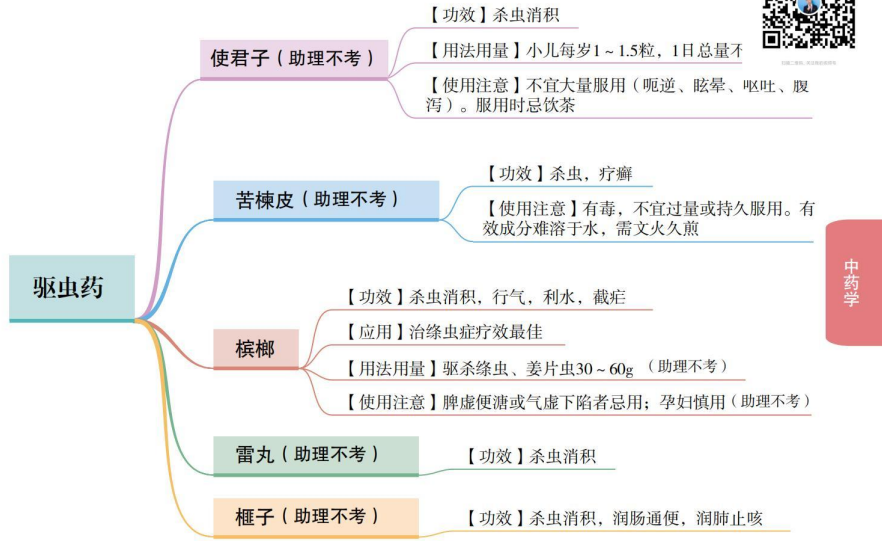 【功效】杀虫消积
使君子（助理不考）
【用法用量】小儿每岁1～1.5粒，1日总量不
【使用注意】不宜大量服用（呃逆、眩晕、呕吐、腹
泻）。服用时忌饮茶
【功效】杀虫，疗癣
苦楝皮（助理不考）
【使用注意】有毒，不宜过量或持久服用。有
效成分难溶于水，需文火久煎
驱虫药
中药学
【功效】杀虫消积，行气，利水，截疟
【应用】治绦虫症疗效最佳
槟榔
【用法用量】驱杀绦虫、姜片虫30～60g（助理不考）
【使用注意】脾虚便溏或气虚下陷者忌用；孕妇慎用（助理不考）
雷丸（助理不考）
【功效】杀虫消积
榧子（助理不考）
【功效】杀虫消积，润肠通便，润肺止咳